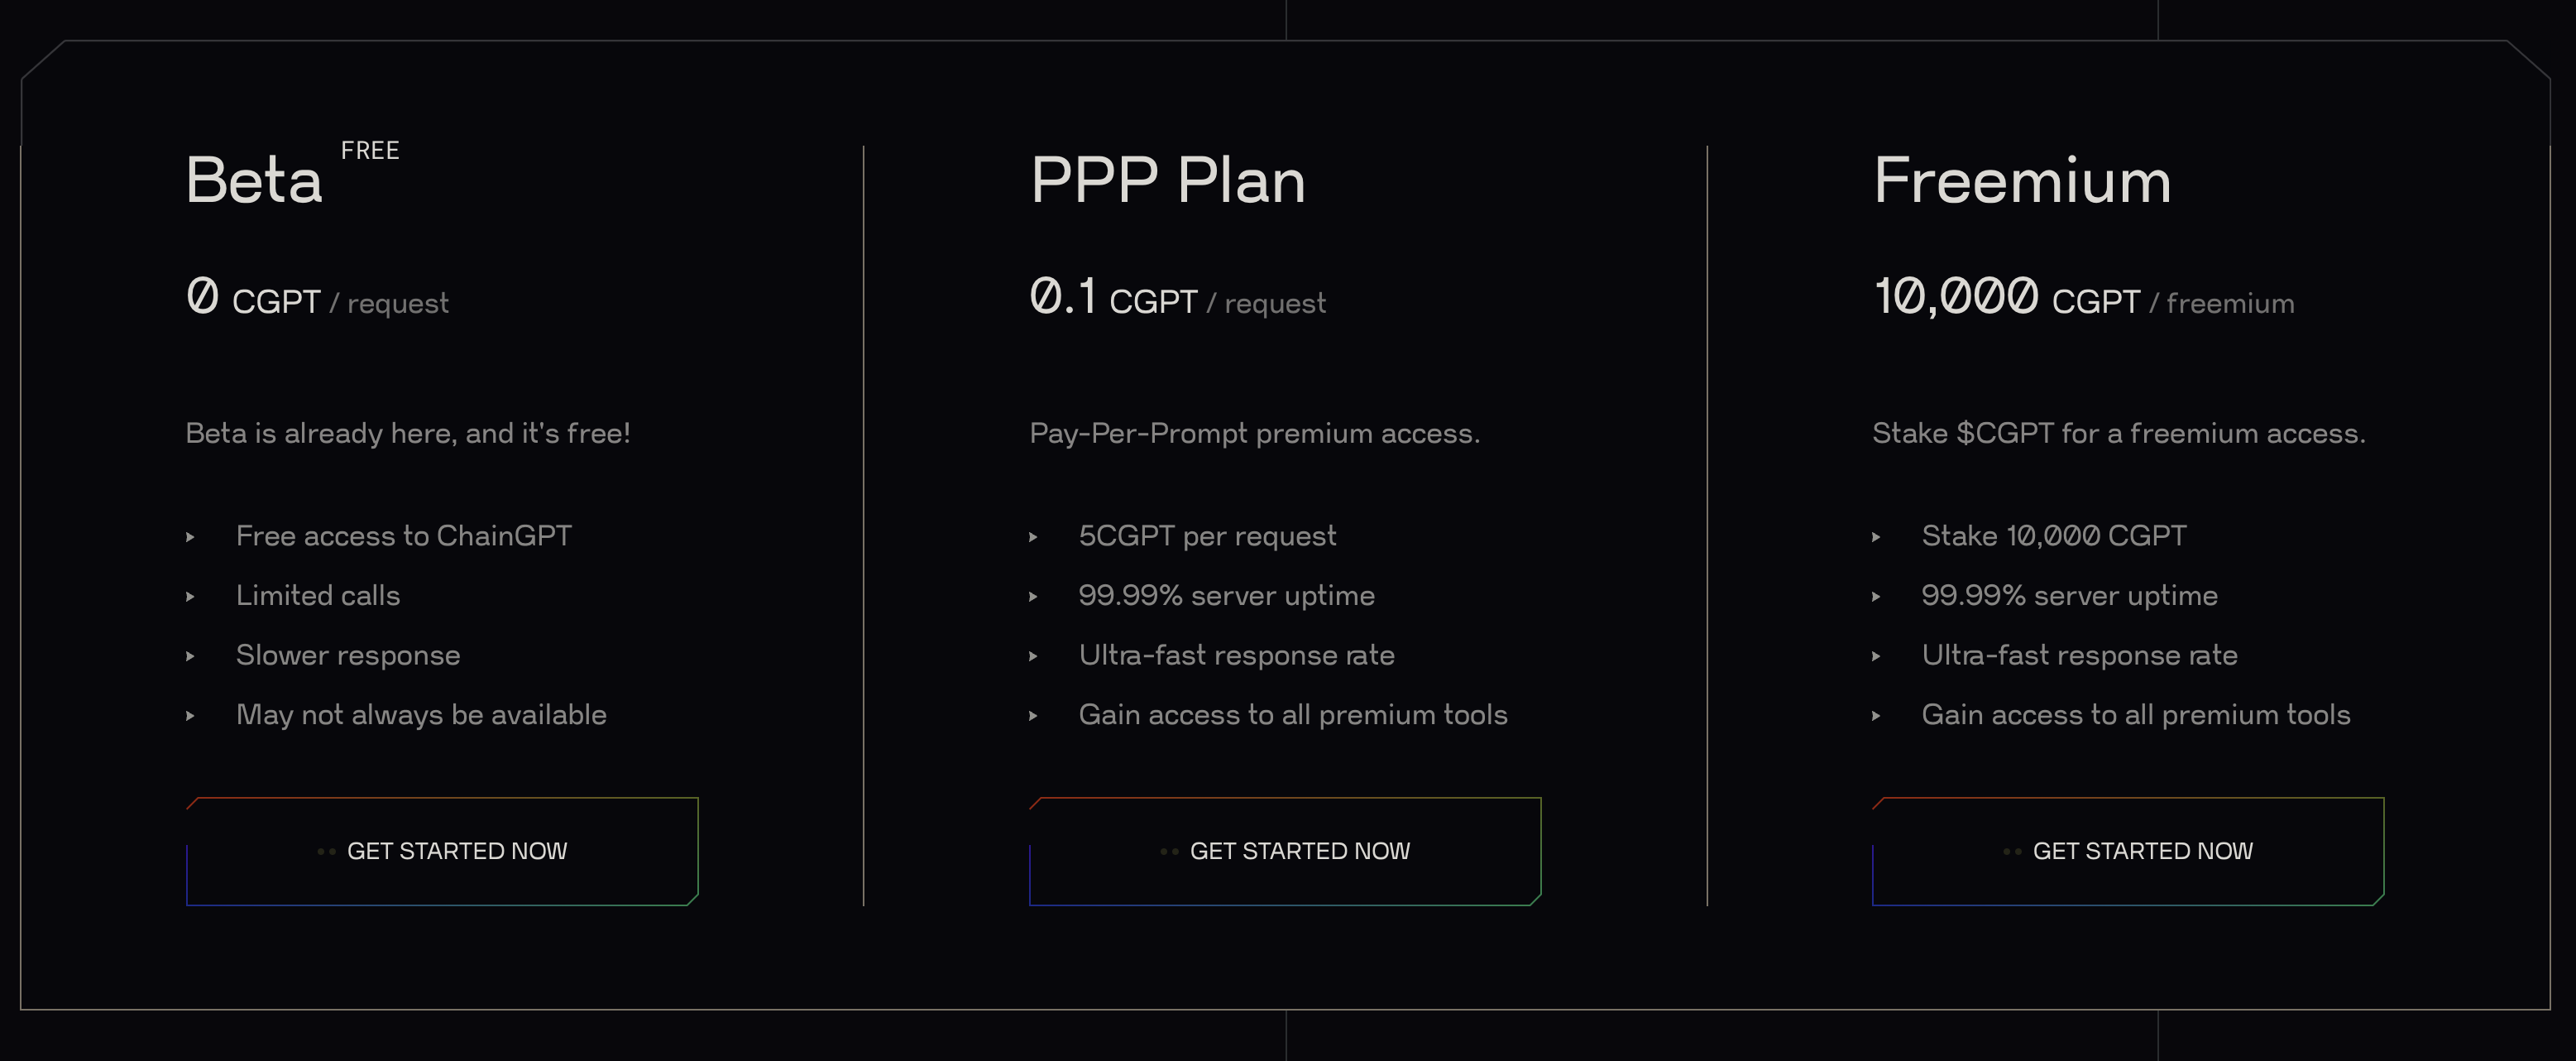 Beta FREE
0 CGPT / request
Beta is already here, and it's free!
Free access to ChainGPT
Limited calls
Slower response
May not always be available
GET STARTED NOW
PPP Plan
0.1 CGPT / request
Pay-Per-Prompt premium access.
5CGPT per request
99.99% server uptime
Ultra-fast response rate
Gain access to all premium tools
GET STARTED NOW
Freemium
10,000 CGPT / freemium
Stake $CGPT for a freemium access.
Stake 10,000 CGPT
99.99% server uptime
Ultra-fast response rate
Gain access to all premium tools
GET STARTED NOW